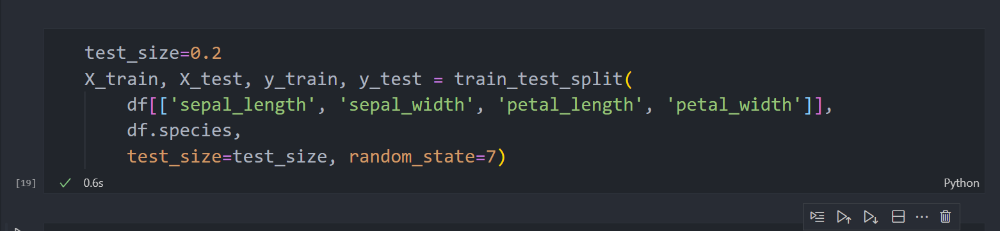 test_size=0.2
X_train, X_test, y_train, y_test = train_test_split(
    df[['sepal_length', 'sepal_width', 'petal_length', 'petal_width']],
    df.species,
    test_size=test_size, random_state=7)
[19] 0.6s Python